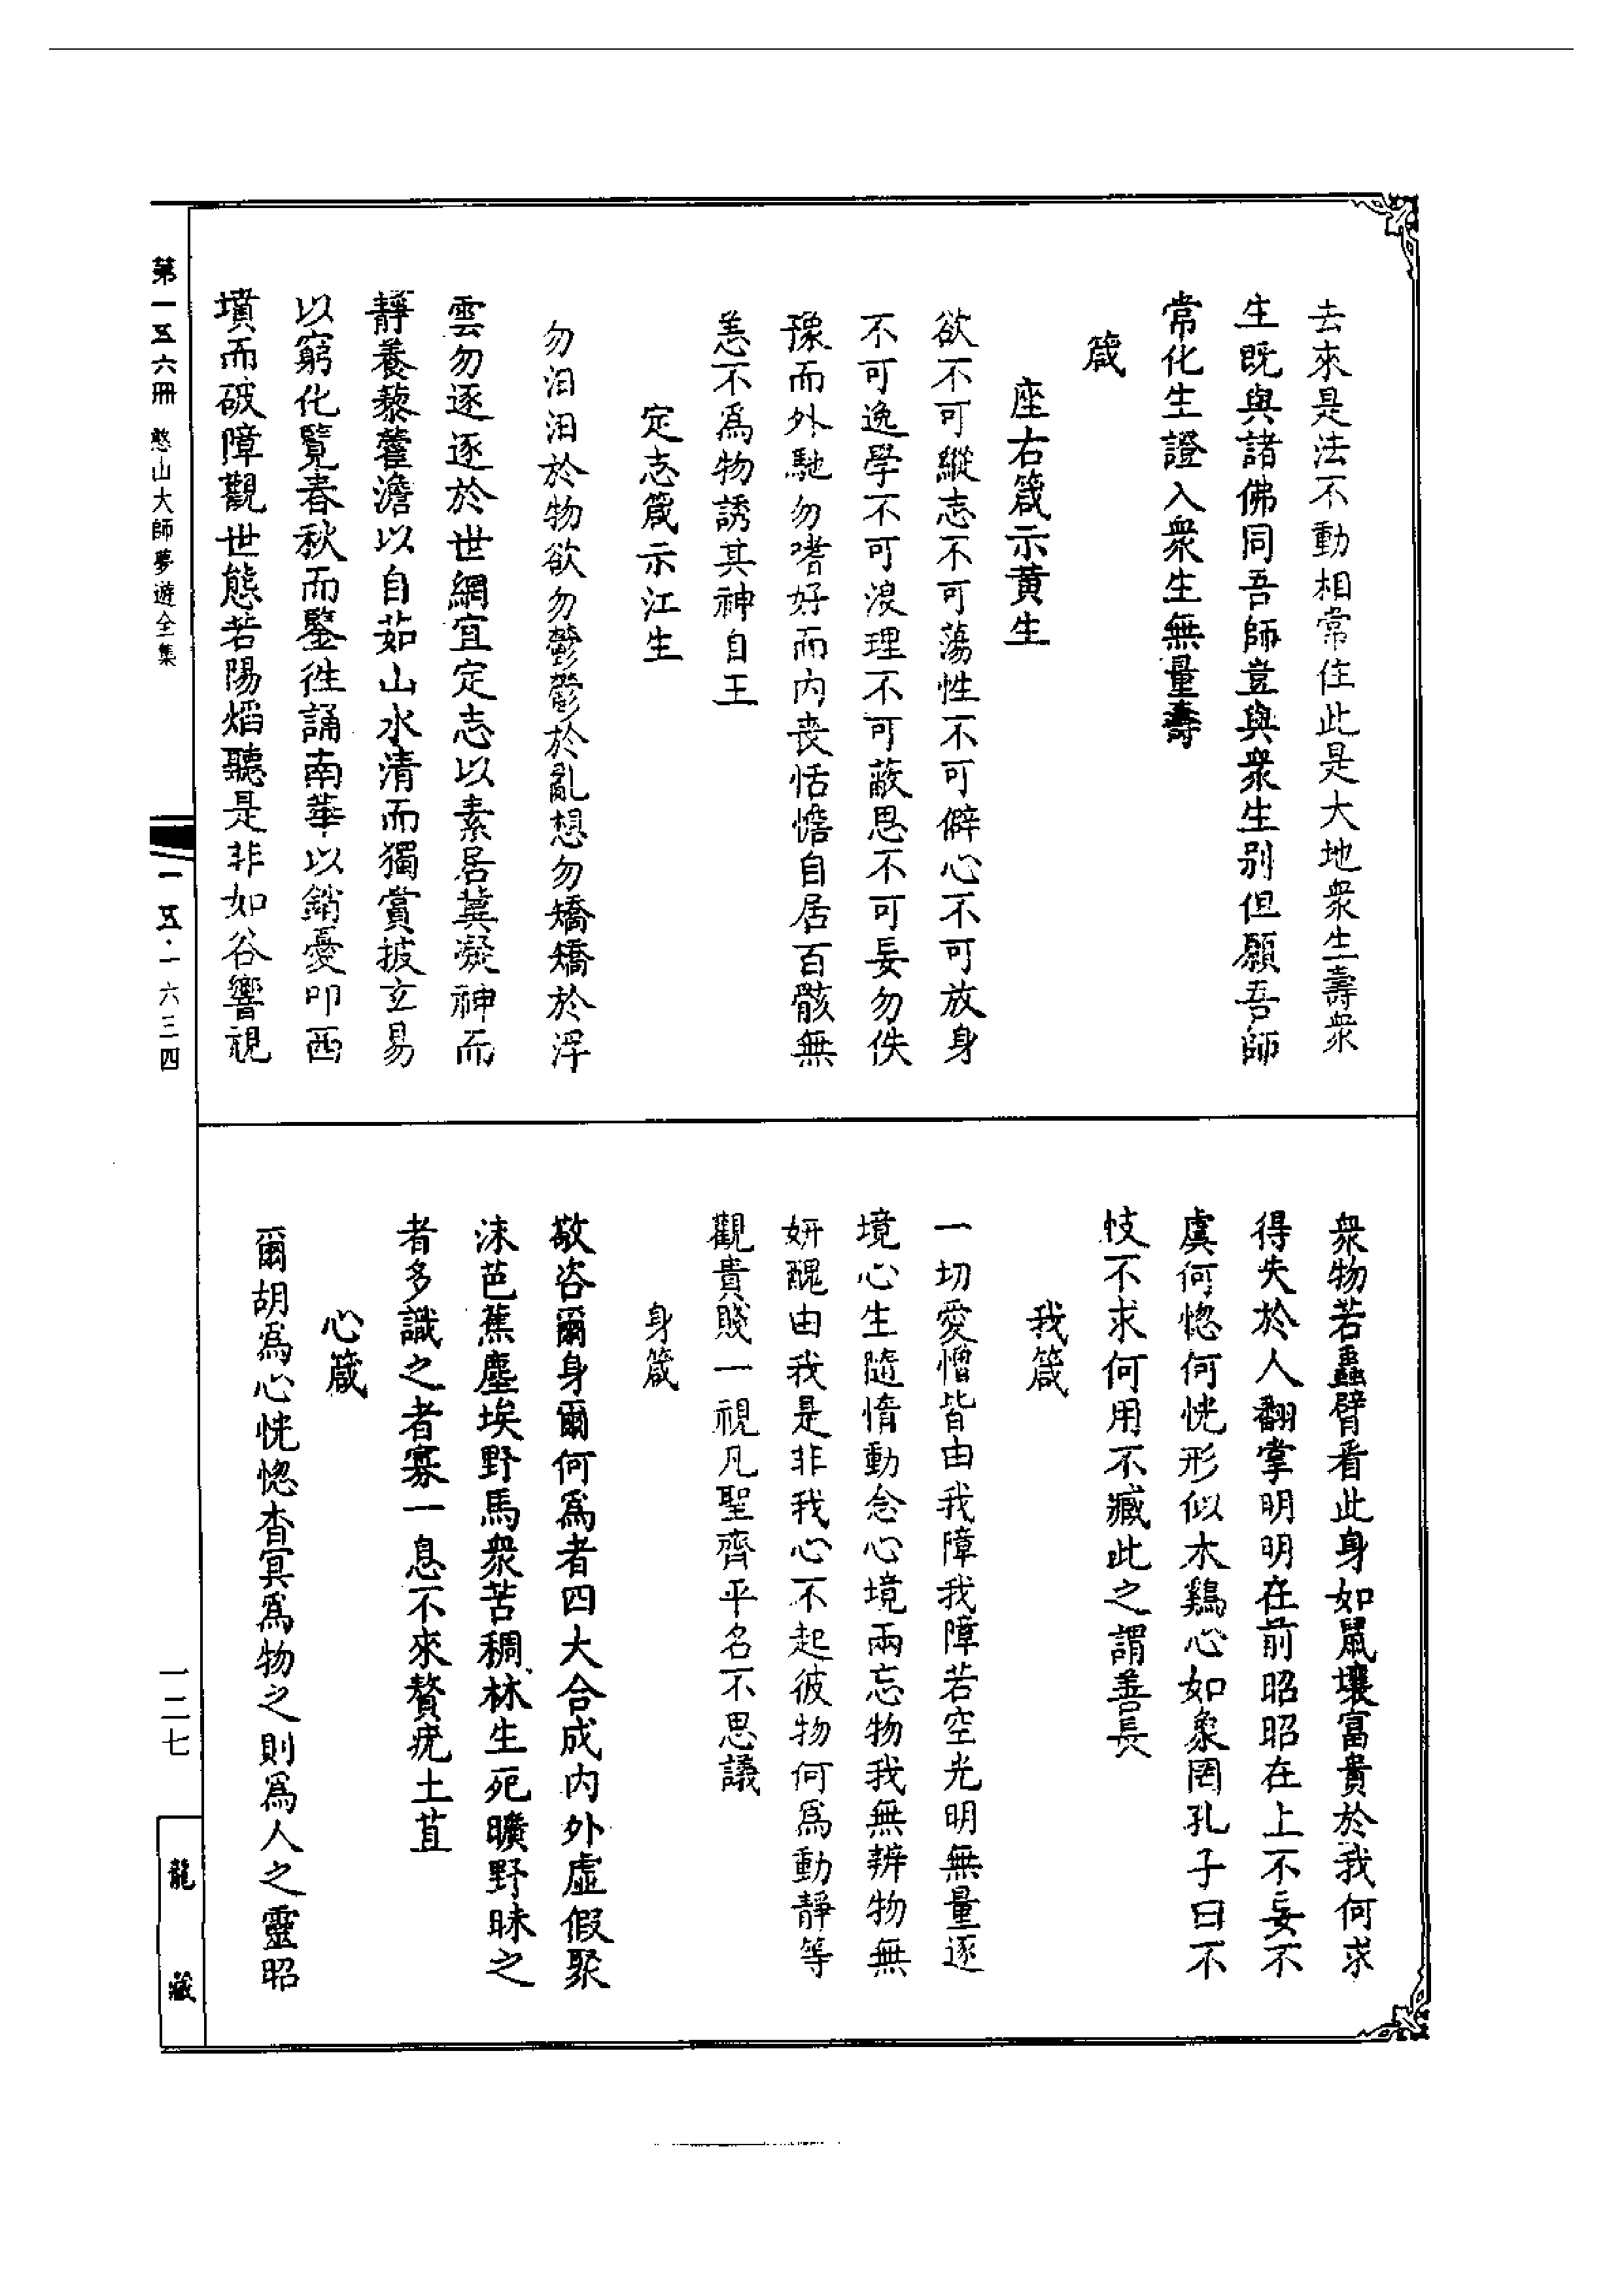 去來是法不動相常住此是大地衆生壽衆
生既與諸佛同吾師豈與衆生別但願吾師
常化生證入衆生無量壽
箴
座右箴示黄生
欲不可縱志不可蕩性不可僻心不可放身
不可逸學不可浪理不可蔽思不可妄勿佚
豫而外馳勿嗜好而内丧恬憺自居百骸無
恙不爲物誘其神自王
定志箴示江生
勿汨汨於物欲勿鬱鬱於亂想勿矯矯於浮
雲勿逐逐於世網宜定志以素居冀凝神而
靜養藜藿澹以自茹山水清而獨賞披玄易
以窮化覧春秋而鑒徃誦南華以銷憂叩西
墳而破障觀世態若陽熖聽是非如谷響視
衆物若蝱臂看此身如鼠壤富貴於我何求
得失於人翻掌明明在前昭昭在上不妄不
虞何惚何恍形似木鷄心如象罔孔子曰不
忮不求何用不臧此之謂善長
我箴
一切愛憎皆由我障我障若空光明無量逐
境心生隨情動念心境兩忘物我無辨物無
妍醜由我是非我心不起彼物何爲動靜等
觀貴賤一視凡聖齊平名不思議
身箴
敬咨爾身爾何爲者四大合成内外虚假聚
沫芭蕉塵埃野馬衆苦稠林生死曠野昧之
者多識之者寡一息不來贅疣土苴
心箴
爾胡爲心恍惚杳冥爲物之則爲人之靈昭
第一五六冊 憨山大師夢遊全集
一五·一六三四
一二七
龍藏